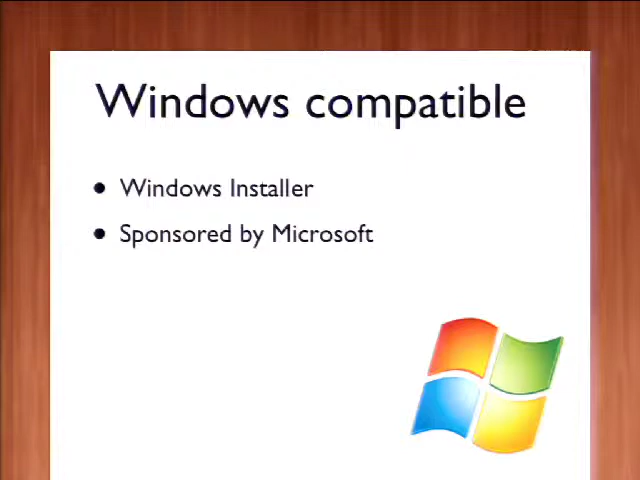 Windows compatible
• Windows Installer
• Sponsored by Microsoft